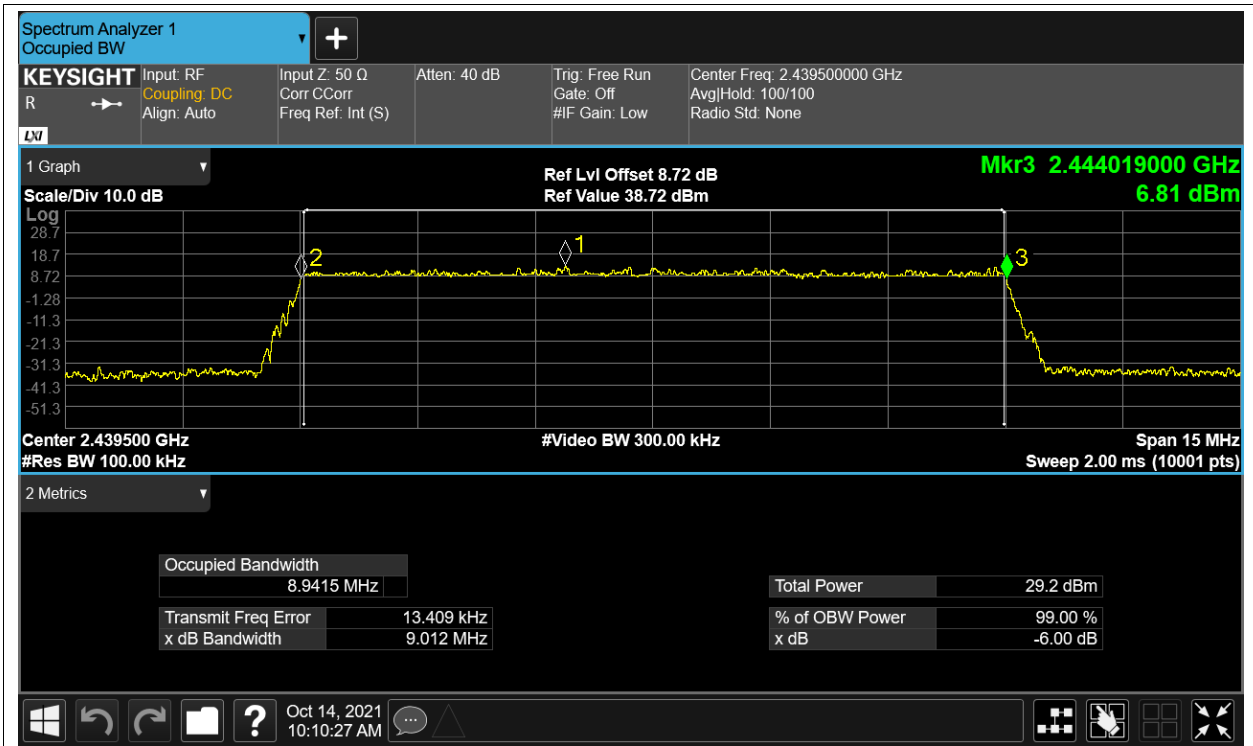 Spectrum Analyzer 1
Occupied BW
KEYSIGHT
R
LXI
Input: RF
Coupling: DC
Align: Auto
Input Z: 50 Ω
Corr CCorr
Freq Ref: Int (S)
Atten: 40 dB
Trig: Free Run
Gate: Off
#IF Gain: Low
Center Freq: 2.439500000 GHz
Avg|Hold: 100/100
Radio Std: None
1 Graph
Scale/Div 10.0 dB
Ref Lvl Offset 8.72 dB
Ref Value 38.72 dBm
Mkr3 2.444019000 GHz
6.81 dBm
Log
28.7
18.7
8.72
-1.28
-11.3
-21.3
-31.3
-41.3
-51.3
2
1
3
Center 2.439500 GHz
#Video BW 300.00 kHz
Span 15 MHz
#Res BW 100.00 kHz
Sweep 2.00 ms (10001 pts)
2 Metrics
Occupied Bandwidth
8.9415 MHz
Total Power 29.2 dBm
Transmit Freq Error 13.409 kHz
% of OBW Power 99.00 %
x dB Bandwidth 9.012 MHz
x dB -6.00 dB
?
Oct 14, 2021
10:10:27 AM